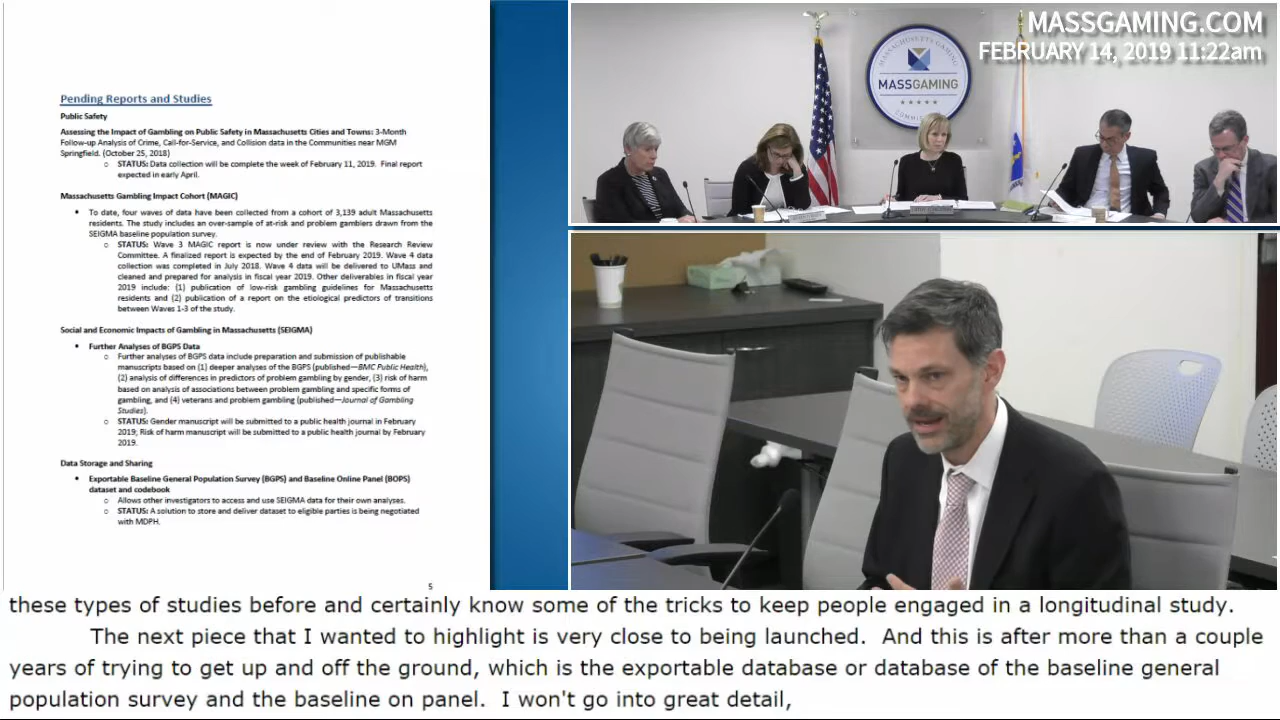 Pending Reports and Studies
Public Safety
Assessing the Impact of Gambling on Public Safety in Massachusetts Cities and Towns: 3-Month
Follow-up Analysis of Crime, Call-for-Service, and Collision data in the Communities near MGM
Springfield. (October 25, 2018)
o STATUS: Data collection will be complete the week of February 11, 2019. Final report
expected in early April.
Massachusetts Gambling Impact Cohort (MAGIC)
• To date, four waves of data have been collected from a cohort of 3,139 adult Massachusetts
residents. The study includes an over-sample of at-risk and problem gamblers drawn from the
SEIGMA baseline population survey.
o STATUS: Wave 3 MAGIC report is now under review with the Research Review
Committee. A finalized report is expected by the end of February 2019. Wave 4 data
collection was completed in July 2018. Wave 4 data will be delivered to UMass and
cleaned and prepared for analysis in fiscal year 2019. Other deliverables in fiscal year
2019 include: (1) publication of low-risk gambling guidelines for Massachusetts
residents and (2) publication of a report on the etiological predictors of transitions
between Waves 1-3 of the study.
Social and Economic Impacts of Gambling in Massachusetts (SEIGMA)
• Further Analyses of BGPS Data
o Further analyses of BGPS data include preparation and submission of publishable
manuscripts based on (1) deeper analyses of the BGPS (published—BMC Public Health),
(2) analysis of differences in predictors of problem gambling by gender, (3) risk of harm
based on analysis of associations between problem gambling and specific forms of
gambling, and (4) veterans and problem gambling (published—Journal of Gambling
Studies).
o STATUS: Gender manuscript will be submitted to a public health journal in February
2019; Risk of harm manuscript will be submitted to a public health journal by February
2019.
Data Storage and Sharing
• Exportable Baseline General Population Survey (BGPS) and Baseline Online Panel (BOPS)
dataset and codebook
o Allows other investigators to access and use SEIGMA data for their own analyses.
o STATUS: A solution to store and deliver dataset to eligible parties is being negotiated
with MDPH.
5
MASSGAMING.COM
FEBRUARY 14, 2019 11:22am
MASSACHUSETTS GAMING
MASSGAMING
★★★★★
these types of studies before and certainly know some of the tricks to keep people engaged in a longitudinal study.
The next piece that I wanted to highlight is very close to being launched. And this is after more than a couple
years of trying to get up and off the ground, which is the exportable database or database of the baseline general
population survey and the baseline on panel. I won't go into great detail,